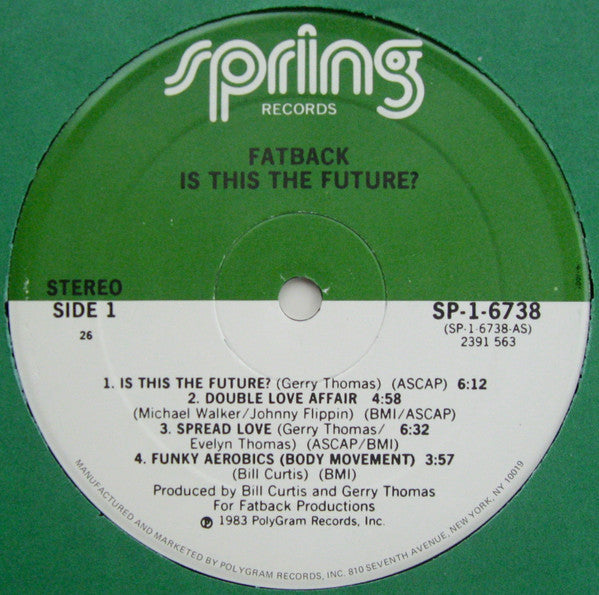 spring
RECORDS
FATBACK
IS THIS THE FUTURE?
STEREO
SIDE 1
26
SP-1-6738
(SP-1-6738-AS)
2391 563
1. IS THIS THE FUTURE? (Gerry Thomas) (ASCAP) 6:12
2. DOUBLE LOVE AFFAIR 4:58
(Michael Walker/Johnny Flippin) (BMI/ASCAP)
3. SPREAD LOVE (Gerry Thomas/ 6:32
Evelyn Thomas) (ASCAP/BMI)
4. FUNKY AEROBICS (BODY MOVEMENT) 3:57
(Bill Curtis) (BMI)
Produced by Bill Curtis and Gerry Thomas
For Fatback Productions
℗ 1983 PolyGram Records, Inc.
MANUFACTURED AND MARKETED BY POLYGRAM RECORDS, INC. 810 SEVENTH AVENUE, NEW YORK, N.Y. 10019